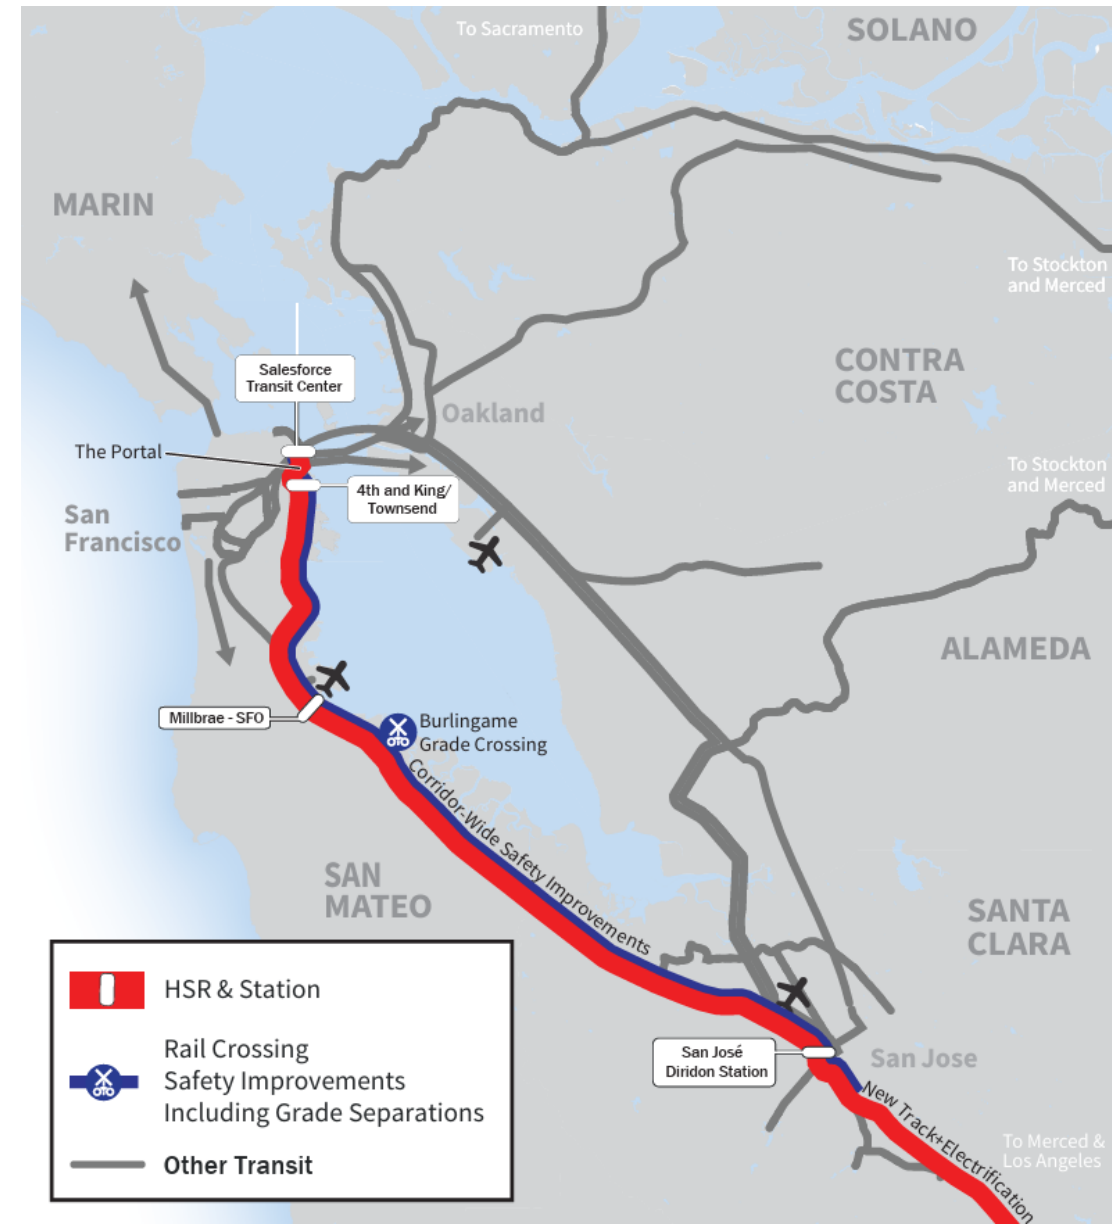 To Sacramento
SOLANO
MARIN
To Stockton
and Merced
Salesforce
Transit Center
CONTRA
COSTA
Oakland
The Portal
To Stockton
and Merced
4th and King/
Townsend
San
Francisco
ALAMEDA
Millbrae - SFO
Burlingame
Grade Crossing
Corridor-Wide Safety Improvements
SAN
MATEO
SANTA
CLARA
HSR & Station
Rail Crossing
Safety Improvements
Including Grade Separations
Other Transit
San José
Diridon Station
San Jose
New Track+Electrification
To Merced &
Los Angeles